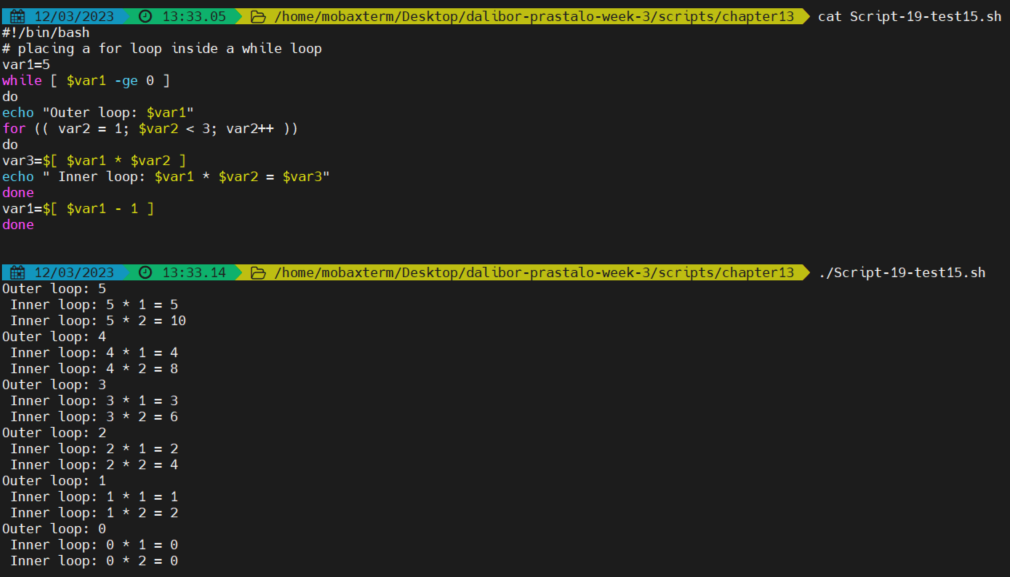 12/03/2023 13:33.05 /home/mobaxterm/Desktop/dalibor-prastalo-week-3/scripts/chapter13 cat Script-19-test15.sh
#!/bin/bash
# placing a for loop inside a while loop
var1=5
while [ $var1 -ge 0 ]
do
echo "Outer loop: $var1"
for (( var2 = 1; $var2 < 3; var2++ ))
do
var3=$[ $var1 * $var2 ]
echo " Inner loop: $var1 * $var2 = $var3"
done
var1=$[ $var1 - 1 ]
done
12/03/2023 13:33.14 /home/mobaxterm/Desktop/dalibor-prastalo-week-3/scripts/chapter13 ./Script-19-test15.sh
Outer loop: 5
 Inner loop: 5 * 1 = 5
 Inner loop: 5 * 2 = 10
Outer loop: 4
 Inner loop: 4 * 1 = 4
 Inner loop: 4 * 2 = 8
Outer loop: 3
 Inner loop: 3 * 1 = 3
 Inner loop: 3 * 2 = 6
Outer loop: 2
 Inner loop: 2 * 1 = 2
 Inner loop: 2 * 2 = 4
Outer loop: 1
 Inner loop: 1 * 1 = 1
 Inner loop: 1 * 2 = 2
Outer loop: 0
 Inner loop: 0 * 1 = 0
 Inner loop: 0 * 2 = 0